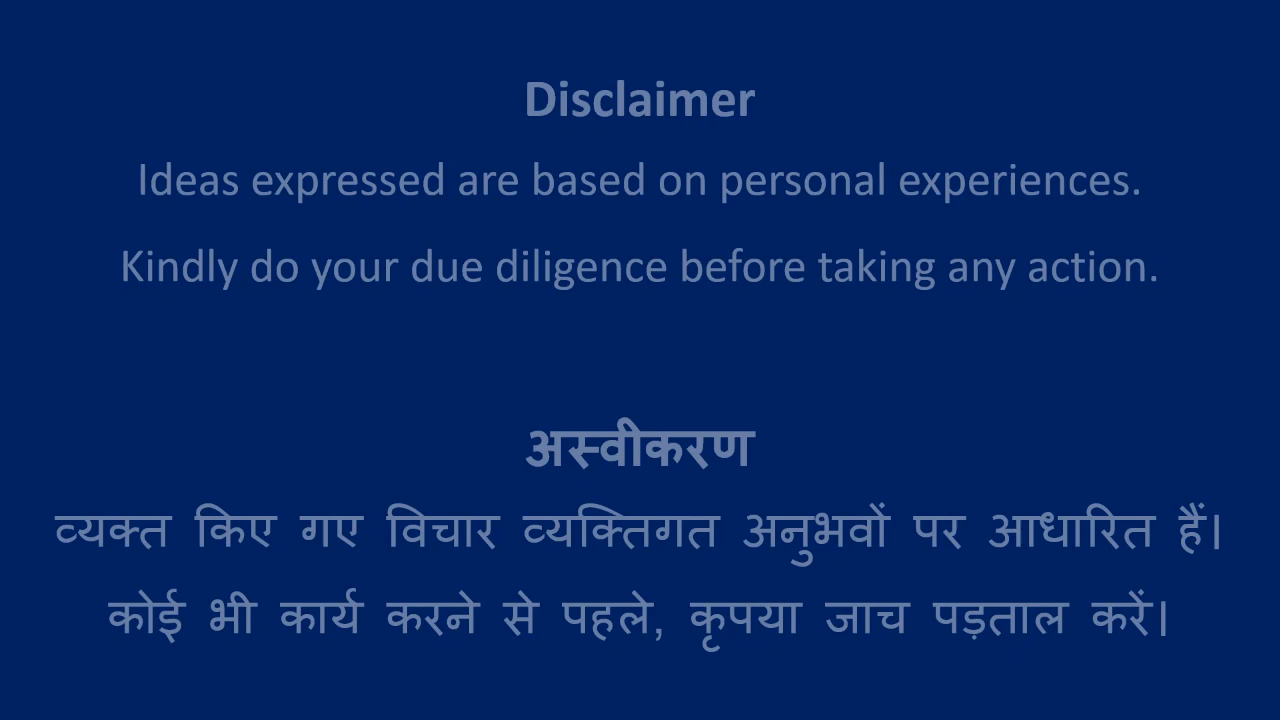 Disclaimer
Ideas expressed are based on personal experiences.
Kindly do your due diligence before taking any action.
अस्वीकरण
व्यक्त किए गए विचार व्यक्तिगत अनुभवों पर आधारित हैं।
कोई भी कार्य करने से पहले, कृपया जाच पड़ताल करें।